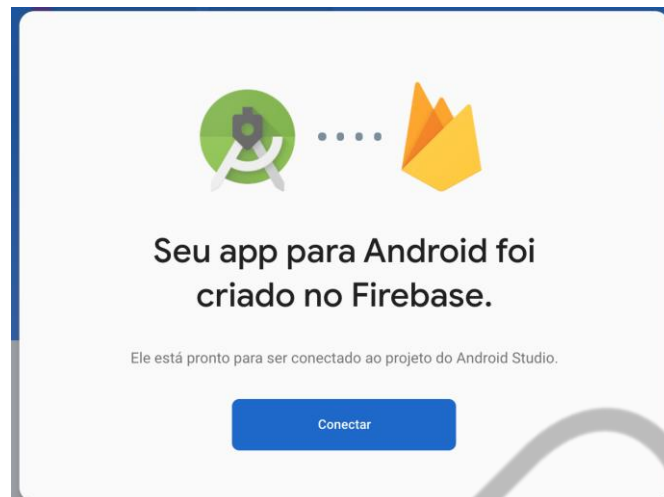 Seu app para Android foi
criado no Firebase.
Ele está pronto para ser conectado ao projeto do Android Studio.
Conectar